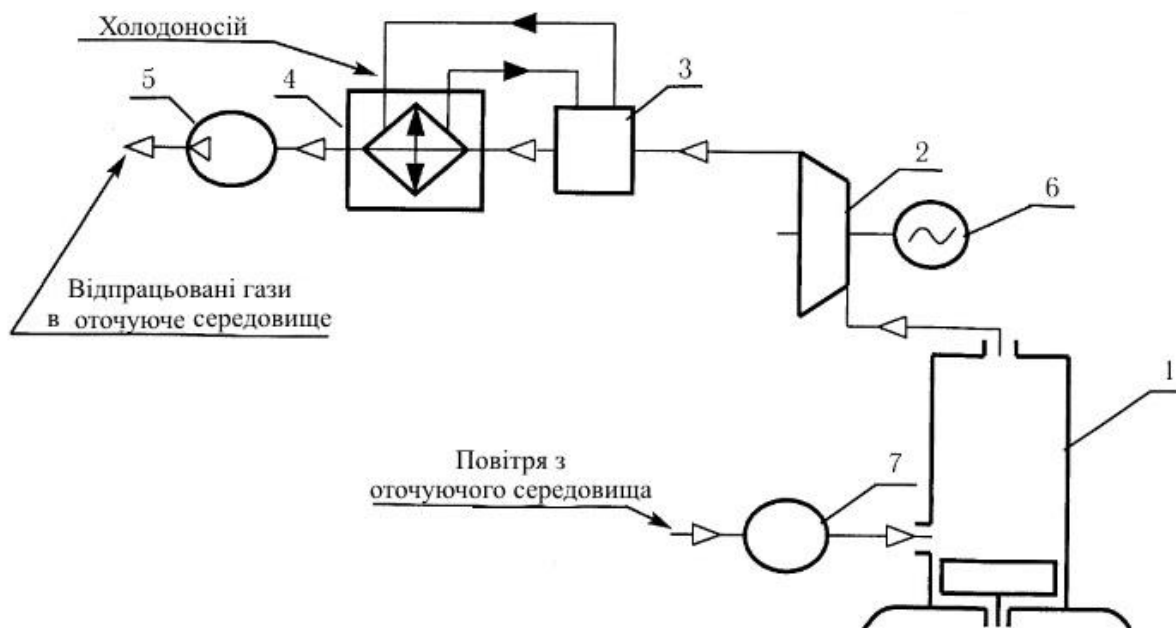 Холодоносій
5
4
3
2
6
Відпрацьовані гази
в оточуюче середовище
1
Повітря з
оточуючого середовища
7